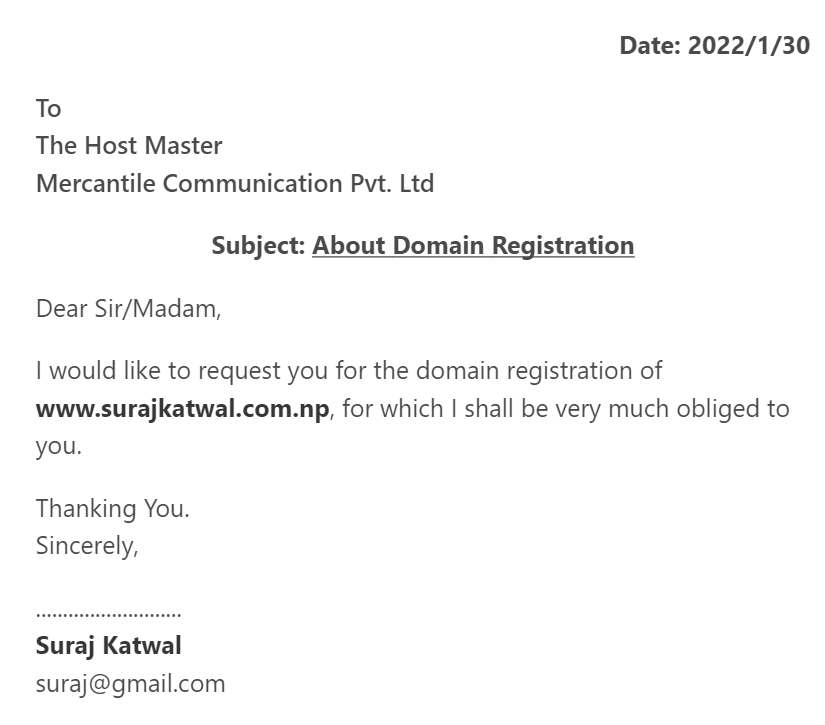 Date: 2022/1/30
To
The Host Master
Mercantile Communication Pvt. Ltd
Subject: About Domain Registration
Dear Sir/Madam,
I would like to request you for the domain registration of
www.surajkatwal.com.np, for which I shall be very much obliged to
you.
Thanking You.
Sincerely,
...........................
Suraj Katwal
suraj@gmail.com